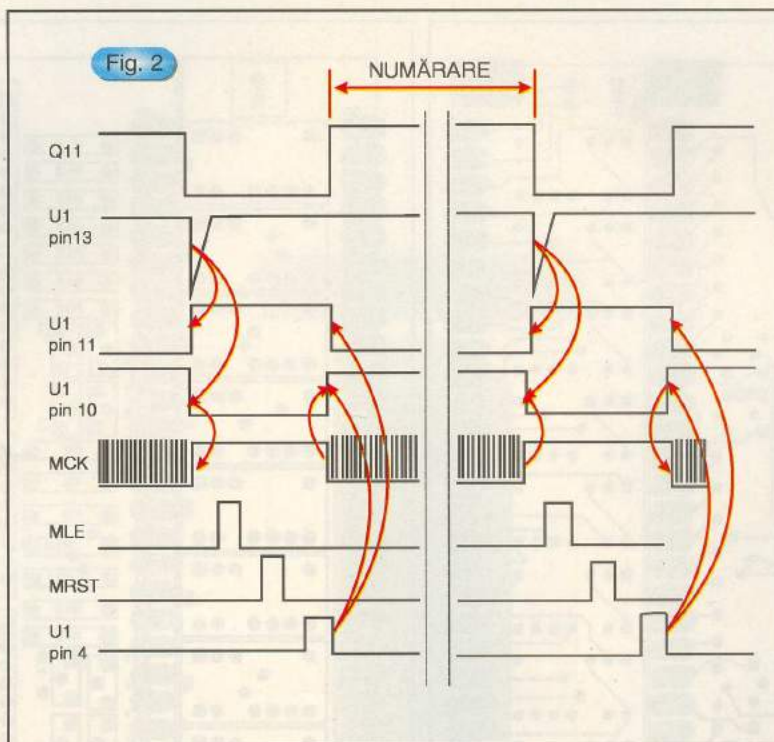 Fig. 2
NUMĂRARE
Q11
U1
pin13
U1
pin 11
U1
pin 10
MCK
MLE
MRST
U1
pin 4